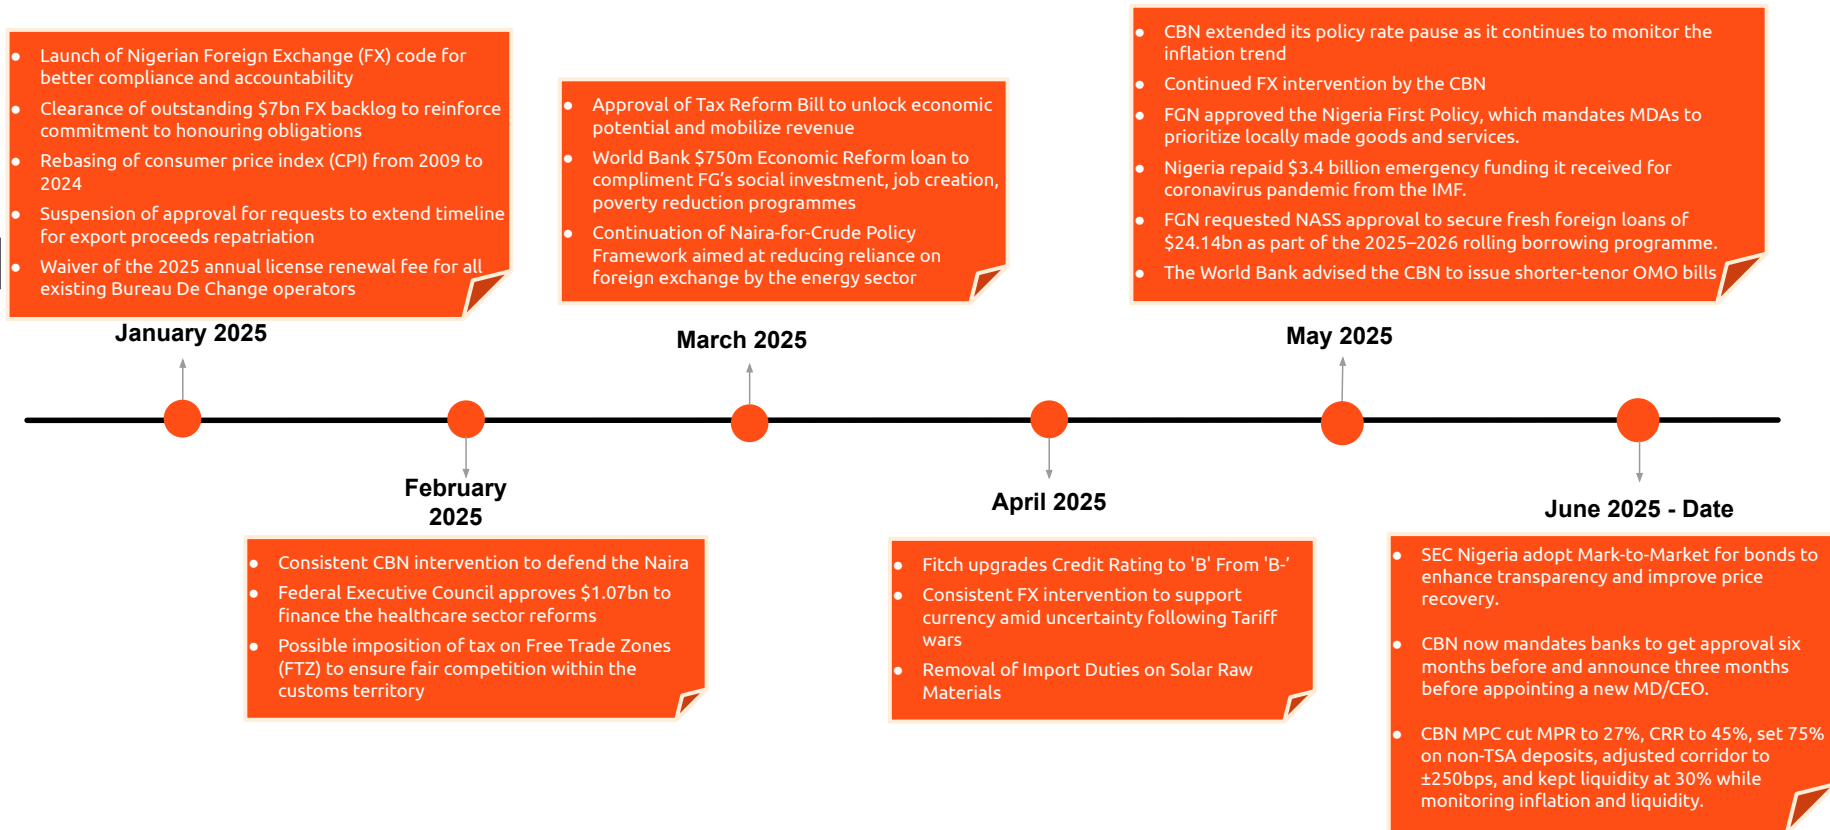 ● Launch of Nigerian Foreign Exchange (FX) code for
better compliance and accountability
● Clearance of outstanding $7bn FX backlog to reinforce
commitment to honouring obligations
● Rebasing of consumer price index (CPI) from 2009 to
2024
● Suspension of approval for requests to extend timeline
for export proceeds repatriation
● Waiver of the 2025 annual license renewal fee for all
existing Bureau De Change operators
January 2025
● Consistent CBN intervention to defend the Naira
● Federal Executive Council approves $1.07bn to
finance the healthcare sector reforms
● Possible imposition of tax on Free Trade Zones
(FTZ) to ensure fair competition within the
customs territory
February
2025
● Approval of Tax Reform Bill to unlock economic
potential and mobilize revenue
● World Bank $750m Economic Reform loan to
compliment FG’s social investment, job creation,
poverty reduction programmes
● Continuation of Naira-for-Crude Policy
Framework aimed at reducing reliance on
foreign exchange by the energy sector
March 2025
April 2025
● Fitch upgrades Credit Rating to 'B' From 'B-’
● Consistent FX intervention to support
currency amid uncertainty following Tariff
wars
● Removal of Import Duties on Solar Raw
Materials
● CBN extended its policy rate pause as it continues to monitor the
inflation trend
● Continued FX intervention by the CBN
● FGN approved the Nigeria First Policy, which mandates MDAs to
prioritize locally made goods and services.
● Nigeria repaid $3.4 billion emergency funding it received for
coronavirus pandemic from the IMF.
● FGN requested NASS approval to secure fresh foreign loans of
$24.14bn as part of the 2025–2026 rolling borrowing programme.
● The World Bank advised the CBN to issue shorter-tenor OMO bills
May 2025
June 2025 - Date
● SEC Nigeria adopt Mark-to-Market for bonds to
enhance transparency and improve price
recovery.
● CBN now mandates banks to get approval six
months before and announce three months
before appointing a new MD/CEO.
● CBN MPC cut MPR to 27%, CRR to 45%, set 75%
on non-TSA deposits, adjusted corridor to
±250bps, and kept liquidity at 30% while
monitoring inflation and liquidity.